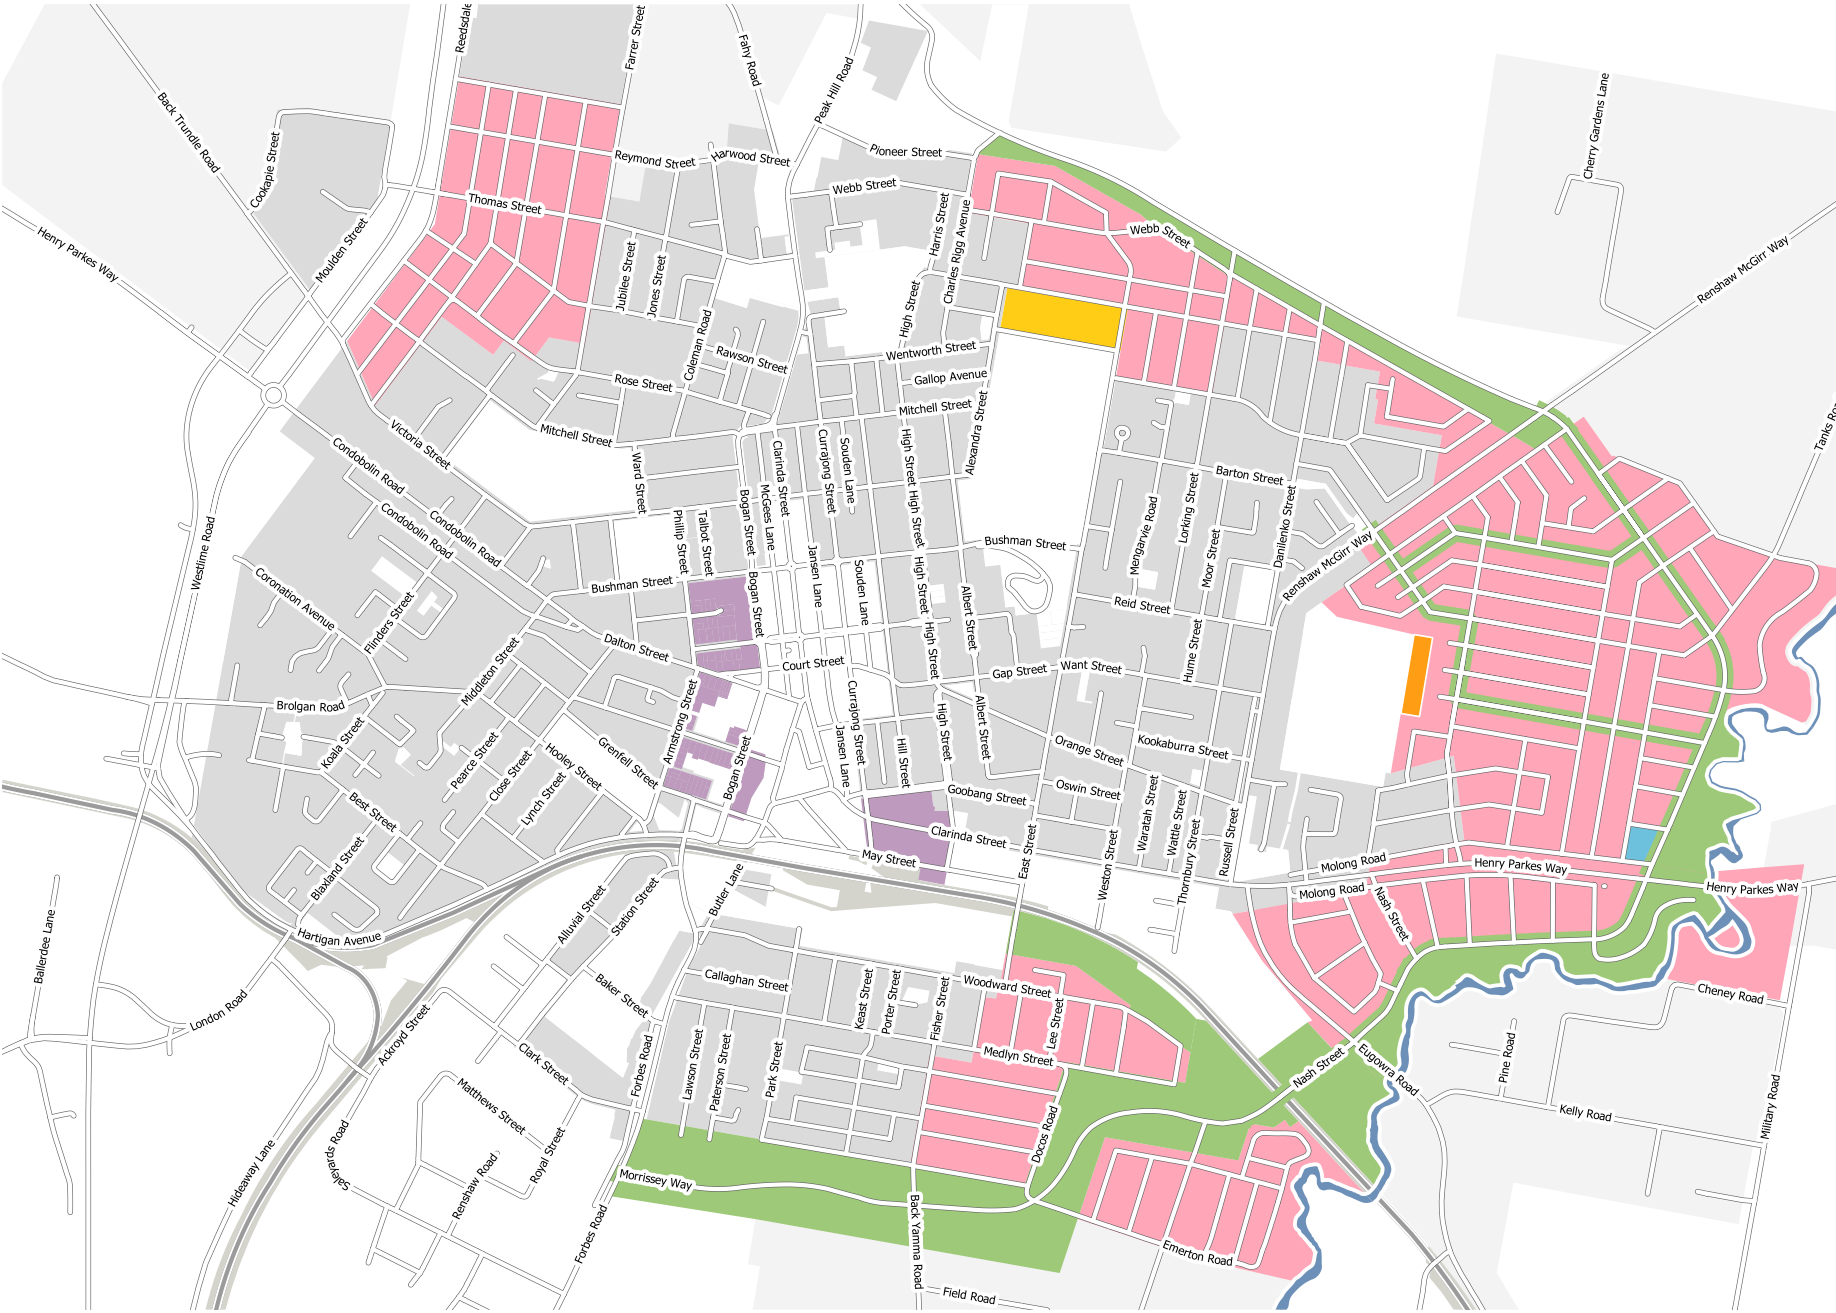 Reedsdale
Farrer Street
Fahy Road
Peak Hill Road
Back Trundle Road
Cookapie Street
Cherry Gardens Lane
Reymond Street
Harwood Street
Pioneer Street
Webb Street
Thomas Street
Moulden Street
Henry Parkes Way
Harris Street
Charles Rigg Avenue
Webb Street
Renshaw McGirr Way
Jubilee Street
Jones Street
High Street
Coleman Road
Rawson Street
Wentworth Street
Gallop Avenue
Rose Street
Mitchell Street
Alexandra Street
Tanks Ro
Victoria Street
Mitchell Street
Condobolin Road
Condobolin Road
Condobolin Road
Ward Street
Clarinda Street
Currajong Street
Souden Lane
High Street
High Street
McGees Lane
Bogan Street
Phillip Street
Talbot Street
Barton Street
Lorking Street
Danilenko Street
Mengarvie Road
Moor Street
Westlime Road
Bushman Street
Renshaw McGirr Way
Coronation Avenue
Flinders Street
Bushman Street
Bogan Street
Jansen Lane
Souden Lane
High Street
High Street
Albert Street
Reid Street
Dalton Street
Middleton Street
Court Street
Gap Street
Want Street
Hume Street
Brolgan Road
Koala Street
Armstrong Street
Currajong Street
Jansen Lane
High Street
Hill Street
Albert Street
Orange Street
Kookaburra Street
Pearce Street
Close Street
Hooley Street
Grenfell Street
Lynch Street
Bogan Street
Goobang Street
Oswin Street
Best Street
Blaxland Street
Clarinda Street
May Street
East Street
Weston Street
Waratah Street
Wattle Street
Thornbury Street
Russell Street
Molong Road
Molong Road
Henry Parkes Way
Henry Parkes Way
Nash Street
Ballerdee Lane
Hartigan Avenue
Alluvial Street
Station Street
Butler Lane
London Road
Ackroyd Street
Baker Street
Callaghan Street
Keast Street
Porter Street
Fisher Street
Woodward Street
Lee Street
Medlyn Street
Cheney Road
Clark Street
Forbes Road
Lawson Street
Paterson Street
Park Street
Nash Street
Eugowra Road
Pine Road
Kelly Road
Military Road
Matthews Street
Royal Street
Renshaw Road
Saleyards Road
Hideaway Lane
Docos Road
Morrissey Way
Forbes Road
Back Yamma Road
Emerton Road
Field Road